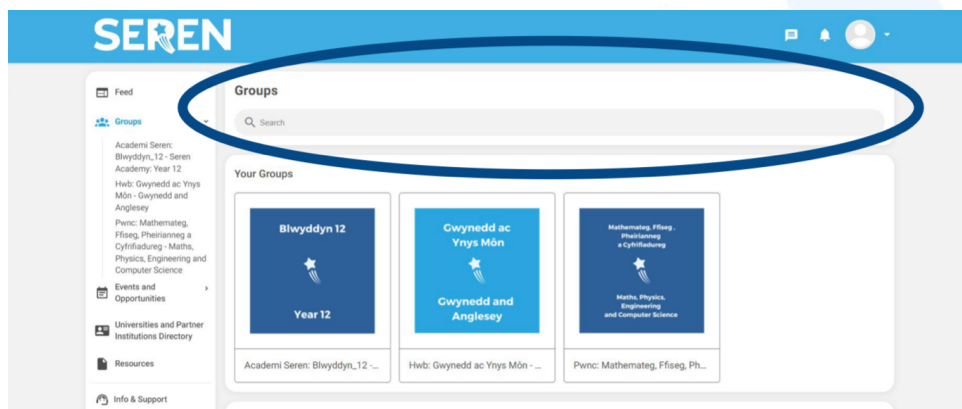 SEREN
Feed
Groups
Academi Seren:
Blwyddyn_12 - Seren
Academy: Year 12
Hwb: Gwynedd ac Ynys
Môn - Gwynedd and
Anglesey
Pwnc: Mathemateg,
Ffiseg, Pheirianneg a
Cyfrifiadureg - Maths,
Physics, Engineering and
Computer Science
Events and
Opportunities
Universities and Partner
Institutions Directory
Resources
Info & Support
Groups
Search
Your Groups
Blwyddyn 12
Year 12
Academi Seren: Blwyddyn_12 -...
Gwynedd ac
Ynys Môn
Gwynedd and
Anglesey
Hwb: Gwynedd ac Ynys Môn - ...
Mathemateg, Ffiseg ,
Pheirianneg
a Cyfrifiadureg
Maths, Physics,
Engineering
and Computer Science
Pwnc: Mathemateg, Ffiseg, Ph...